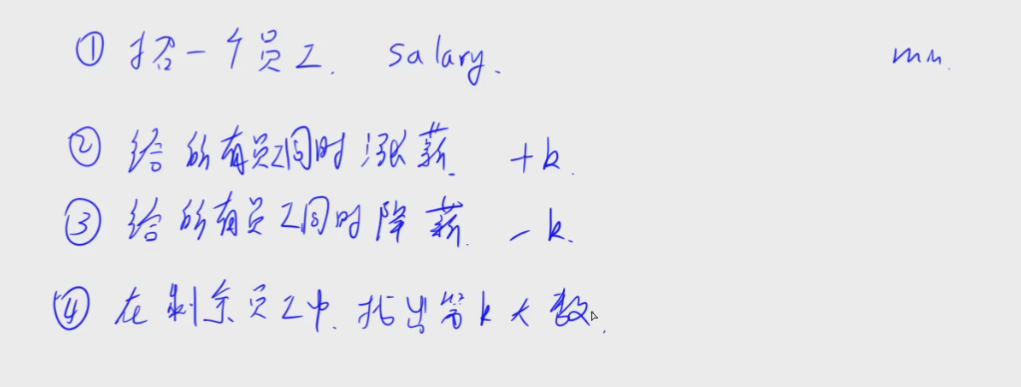 ① 招一个员工. salary. mn.
② 给所有员工同时涨薪. +k.
③ 给所有员工同时降薪. -k.
④ 在剩余员工中. 找出第k大数.